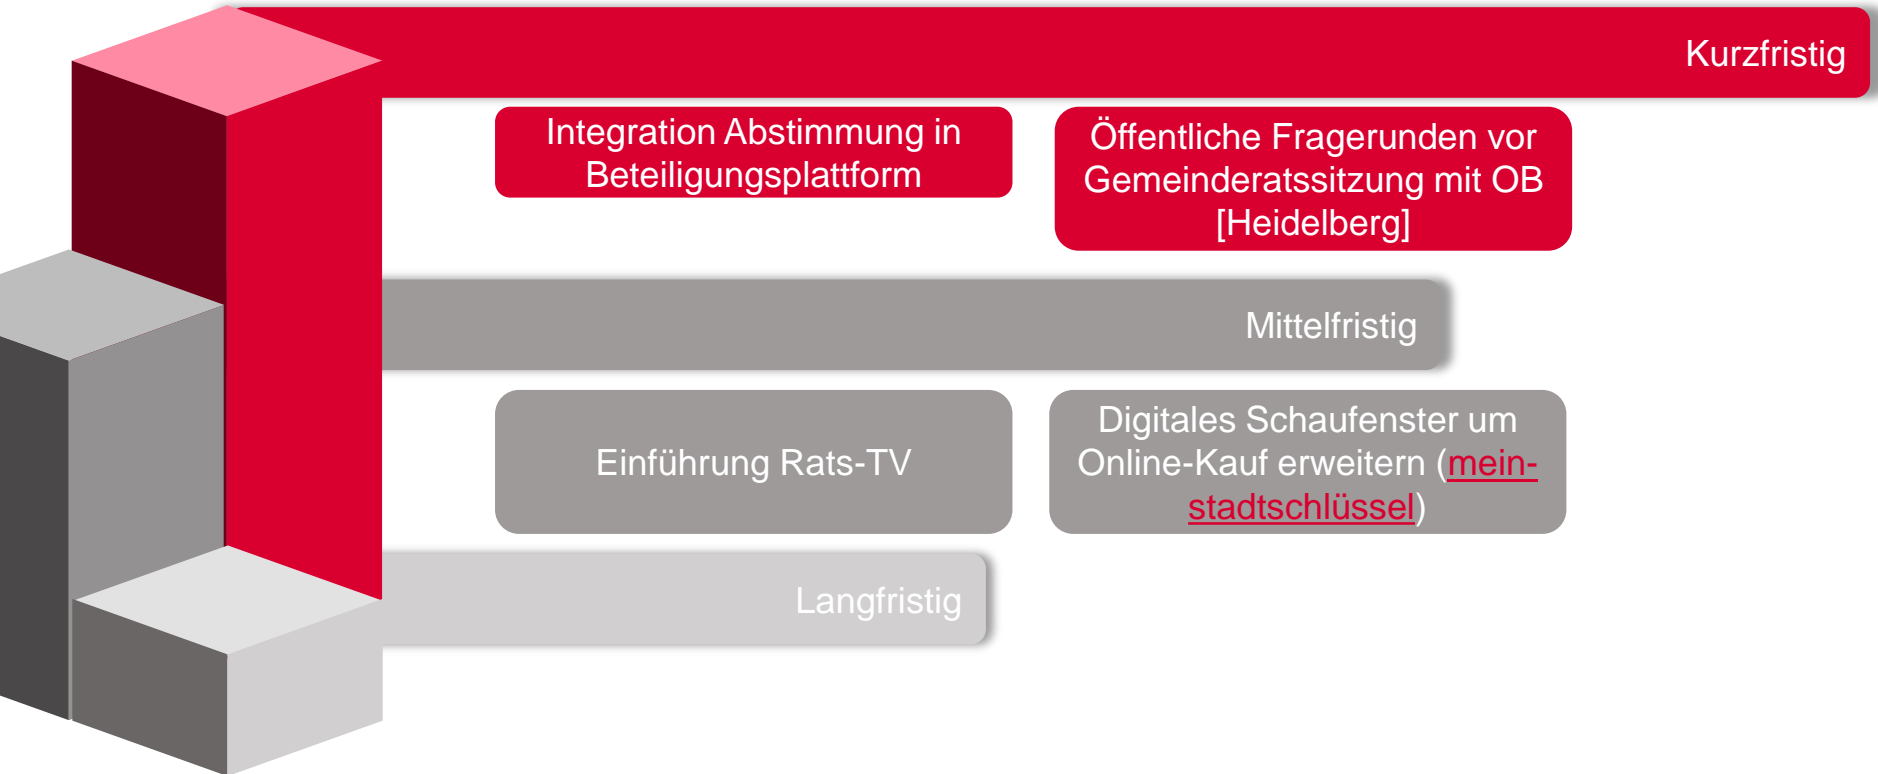 Kurzfristig
Integration Abstimmung in
Beteiligungsplattform
Öffentliche Fragerunden vor
Gemeinderatssitzung mit OB
[Heidelberg]
Mittelfristig
Einführung Rats-TV
Digitales Schaufenster um
Online-Kauf erweitern (mein-
stadtschlüssel)
Langfristig